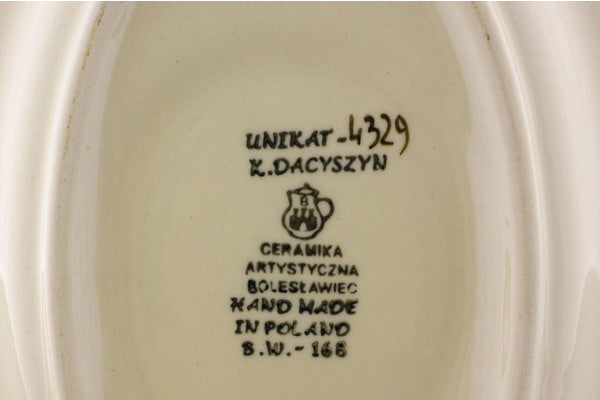 UNIKAT-4329
K.DACYSZYN
B
CERAMIKA
ARTYSTYCZNA
BOLESŁAWIEC
HAND MADE
IN POLAND
B.W.-168